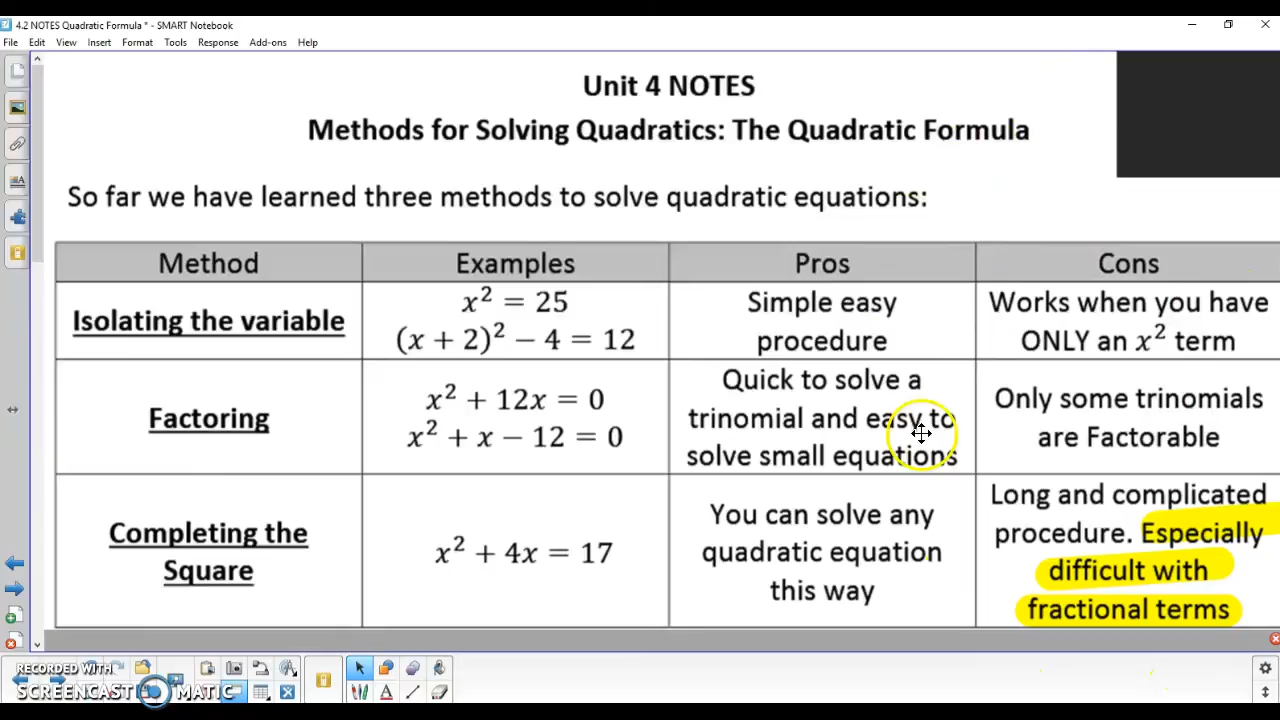 4.2 NOTES Quadratic Formula * - SMART Notebook
File Edit View Insert Format Tools Response Add-ons Help
Unit 4 NOTES
Methods for Solving Quadratics: The Quadratic Formula
So far we have learned three methods to solve quadratic equations:
Method Examples Pros Cons
Isolating the variable
x² = 25
(x + 2)² − 4 = 12
Simple easy
procedure
Works when you have
ONLY an x² term
Factoring
x² + 12x = 0
x² + x − 12 = 0
Quick to solve a
trinomial and easy to
solve small equations
Only some trinomials
are Factorable
Completing the
Square
x² + 4x = 17
You can solve any
quadratic equation
this way
Long and complicated
procedure. Especially
difficult with
fractional terms
RECORDED WITH
SCREENCAST MATIC